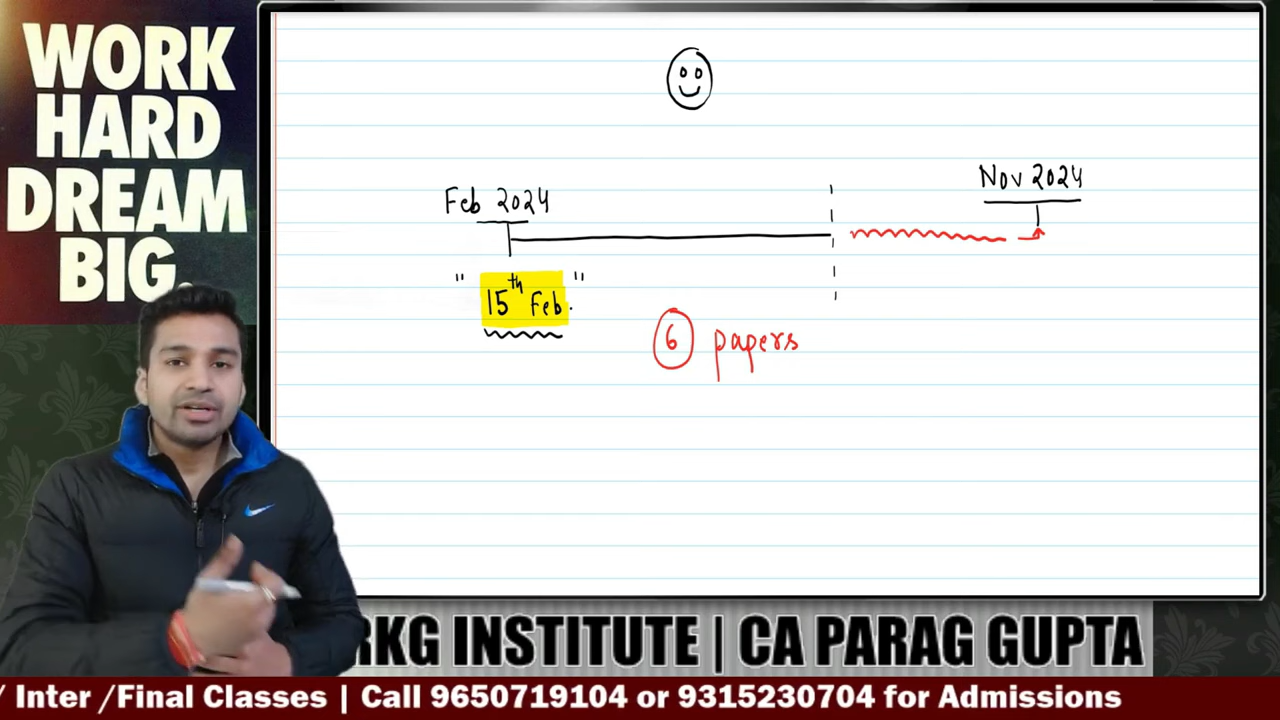 WORK
HARD
DREAM
BIG.
Feb 2024
Nov 2024
" 15th Feb. "
6 papers
RKG INSTITUTE | CA PARAG GUPTA
/ Inter /Final Classes | Call 9650719104 or 9315230704 for Admissions